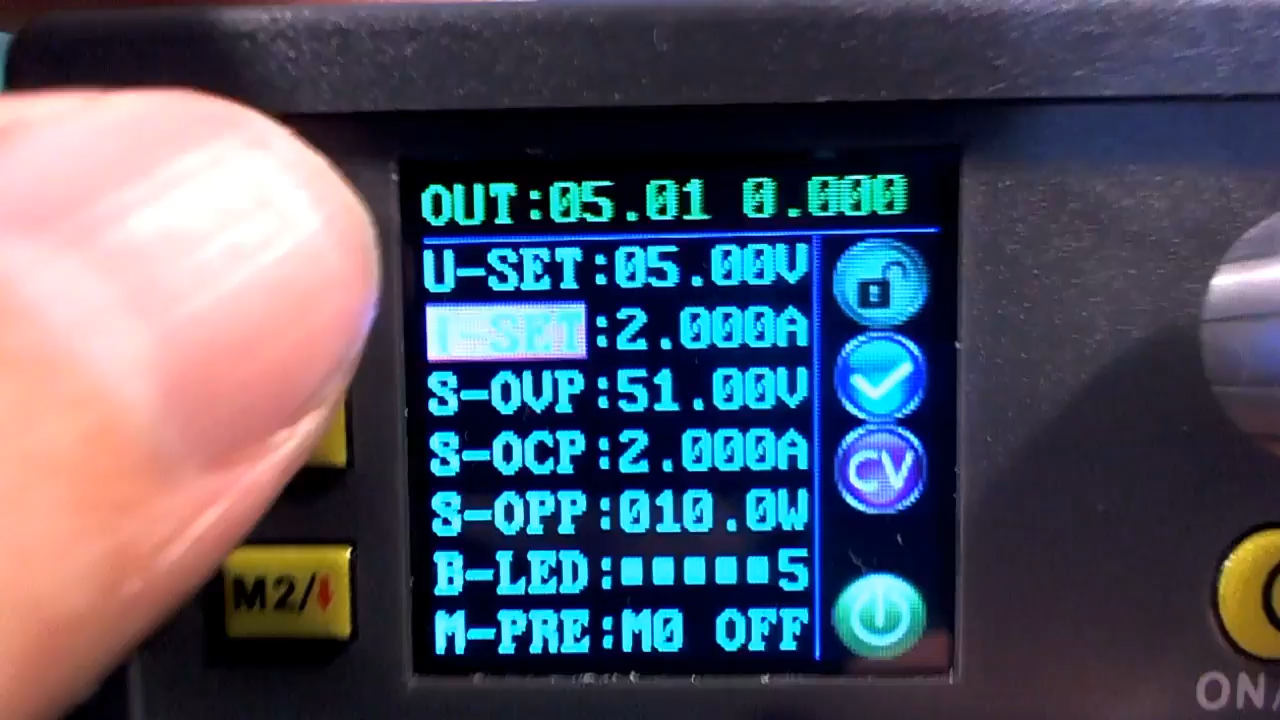 OUT:05.01 0.000
U-SET:05.00V
I-SET:2.000A
S-OVP:51.00V
S-OCP:2.000A
S-OPP:010.0W
B-LED:5
M-PRE:M0 OFF
CV
M2/
ON